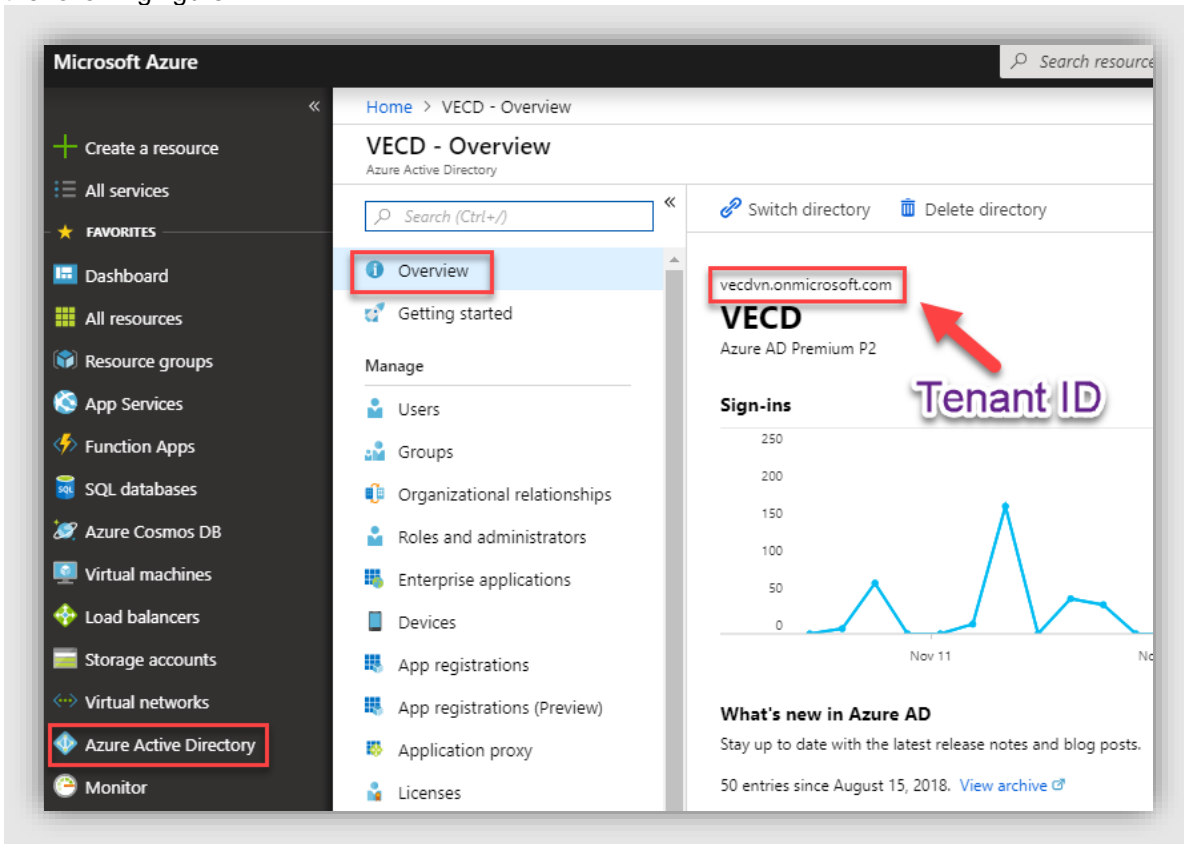 Microsoft Azure
Search resource
«
Create a resource
All services
FAVORITES
Dashboard
All resources
Resource groups
App Services
Function Apps
SQL databases
Azure Cosmos DB
Virtual machines
Load balancers
Storage accounts
Virtual networks
Azure Active Directory
Monitor
Home > VECD - Overview
VECD - Overview
Azure Active Directory
Search (Ctrl+/)
«
Overview
Getting started
Manage
Users
Groups
Organizational relationships
Roles and administrators
Enterprise applications
Devices
App registrations
App registrations (Preview)
Application proxy
Licenses
Switch directory Delete directory
vecdvn.onmicrosoft.com
VECD
Azure AD Premium P2
Tenant ID
Sign-ins
250
200
150
100
50
0
Nov 11
What's new in Azure AD
Stay up to date with the latest release notes and blog posts.
50 entries since August 15, 2018. View archive